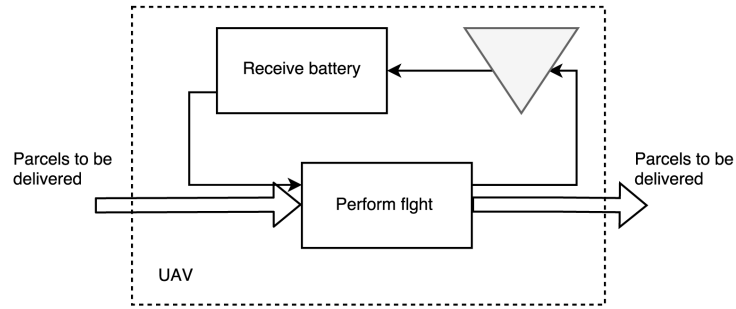 Receive battery
Parcels to be
delivered
Perform flght
Parcels to be
delivered
UAV